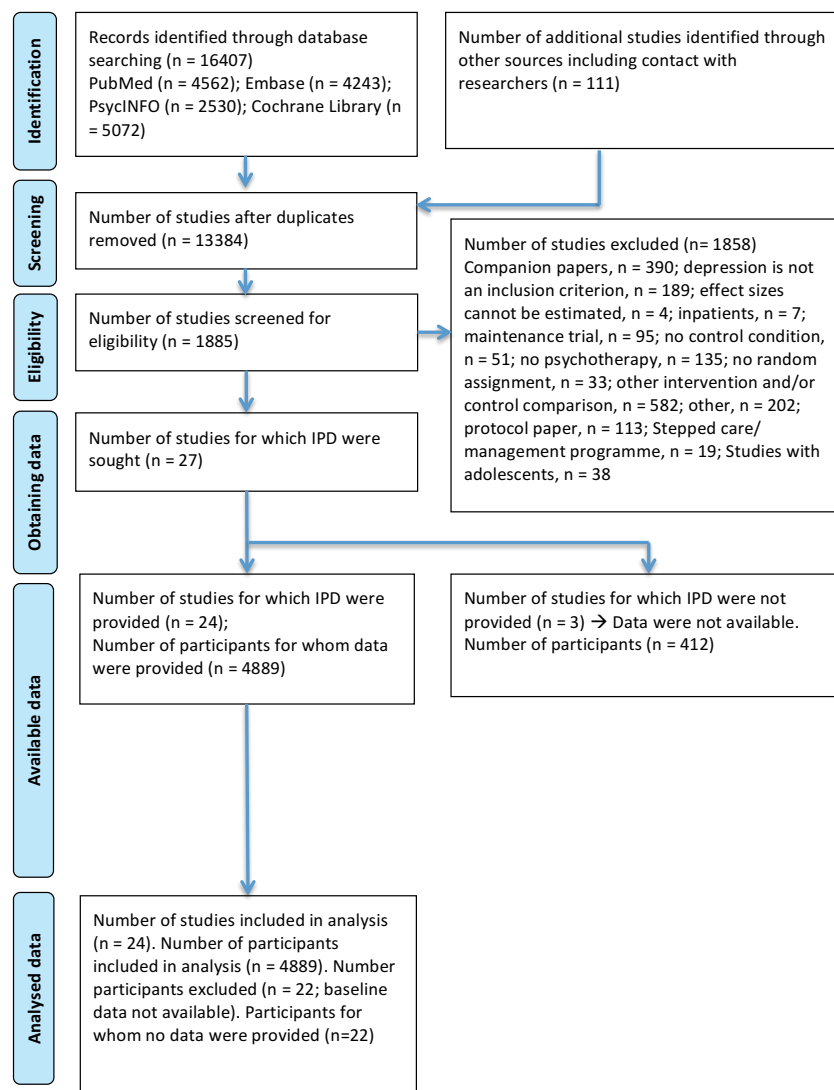 Identification
Records identified through database
searching (n = 16407)
PubMed (n = 4562); Embase (n = 4243);
PsycINFO (n = 2530); Cochrane Library (n
= 5072)
Number of additional studies identified through
other sources including contact with
researchers (n = 111)
Screening
Number of studies after duplicates
removed (n = 13384)
Eligibility
Number of studies screened for
eligibility (n = 1885)
Number of studies excluded (n= 1858)
Companion papers, n = 390; depression is not
an inclusion criterion, n = 189; effect sizes
cannot be estimated, n = 4; inpatients, n = 7;
maintenance trial, n = 95; no control condition,
n = 51; no psychotherapy, n = 135; no random
assignment, n = 33; other intervention and/or
control comparison, n = 582; other, n = 202;
protocol paper, n = 113; Stepped care/
management programme, n = 19; Studies with
adolescents, n = 38
Obtaining data
Number of studies for which IPD were
sought (n = 27)
Available data
Number of studies for which IPD were
provided (n = 24);
Number of participants for whom data
were provided (n = 4889)
Number of studies for which IPD were not
provided (n = 3) → Data were not available.
Number of participants (n = 412)
Analysed data
Number of studies included in analysis
(n = 24). Number of participants
included in analysis (n = 4889). Number
participants excluded (n = 22; baseline
data not available). Participants for
whom no data were provided (n=22)